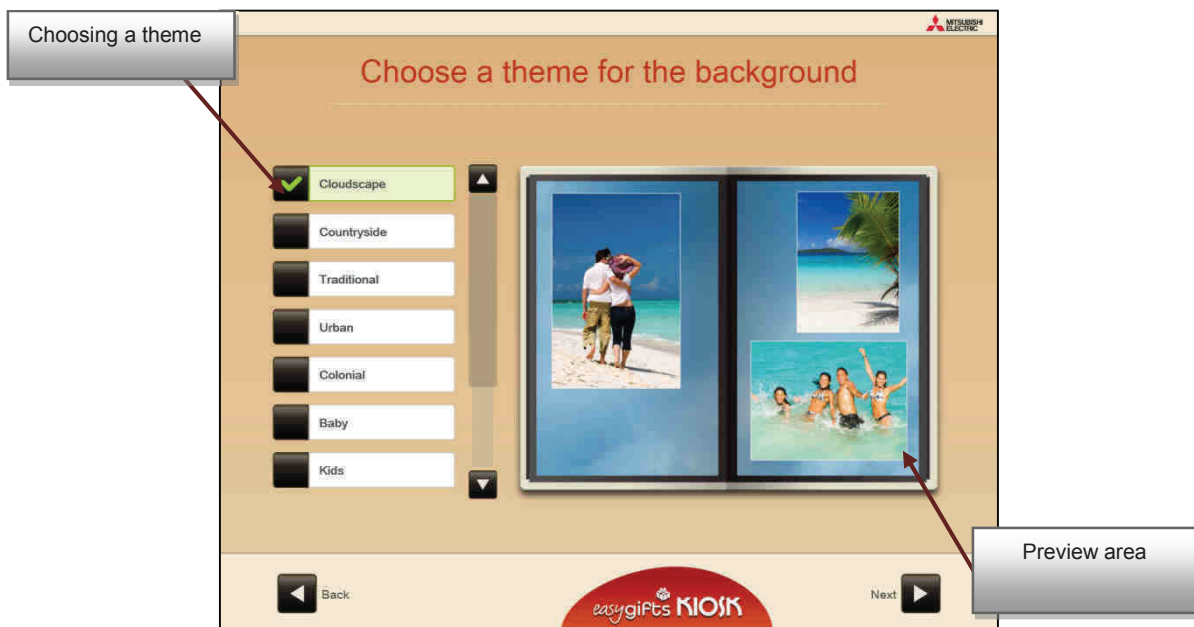 Choosing a theme
MITSUBISHI
ELECTRIC
Choose a theme for the background
Cloudscape
Countryside
Traditional
Urban
Colonial
Baby
Kids
Preview area
Back
easygifts KIOSK
Next